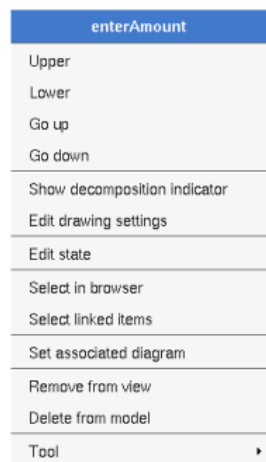 enterAmount
Upper
Lower
Go up
Go down
Show decomposition indicator
Edit drawing settings
Edit state
Select in browser
Select linked items
Set associated diagram
Remove from view
Delete from model
Tool